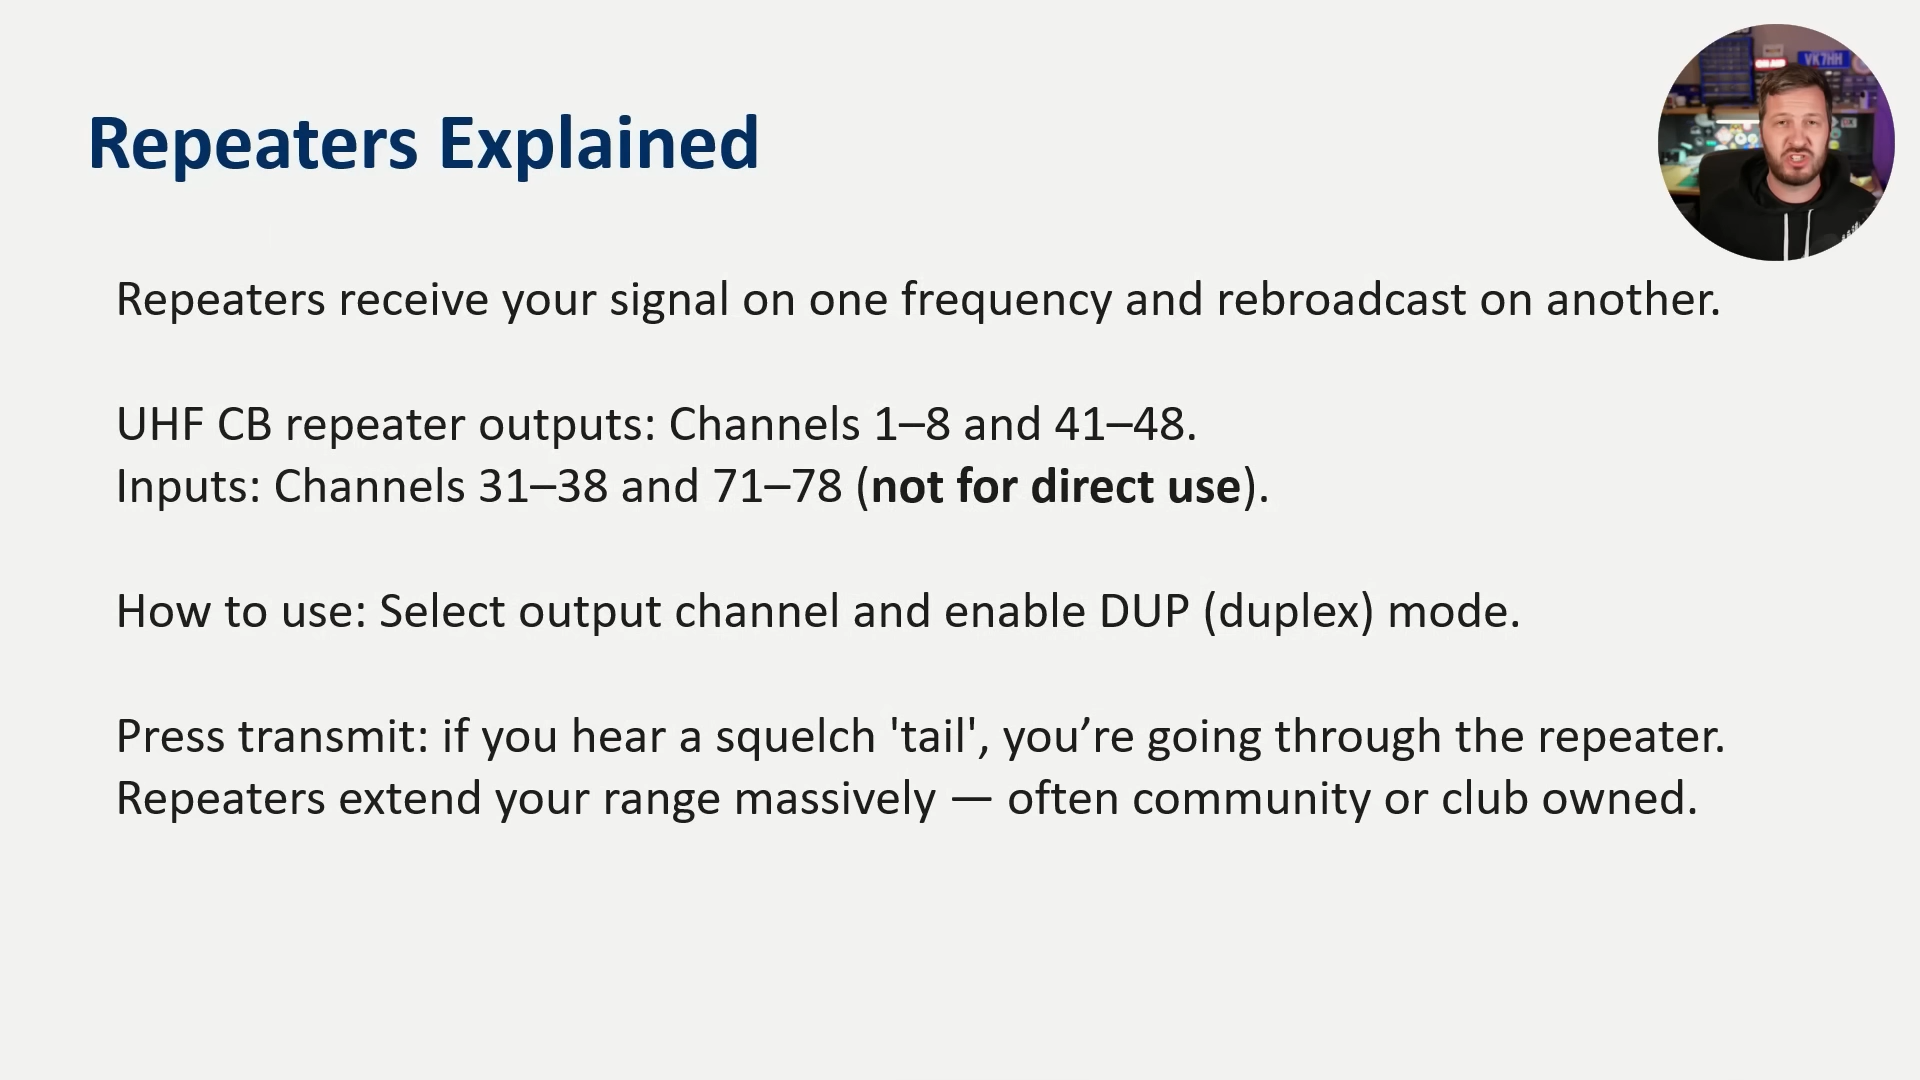 Repeaters Explained
VK7HH
ON AIR
Repeaters receive your signal on one frequency and rebroadcast on another.
UHF CB repeater outputs: Channels 1–8 and 41–48.
Inputs: Channels 31–38 and 71–78 (not for direct use).
How to use: Select output channel and enable DUP (duplex) mode.
Press transmit: if you hear a squelch 'tail', you’re going through the repeater.
Repeaters extend your range massively — often community or club owned.